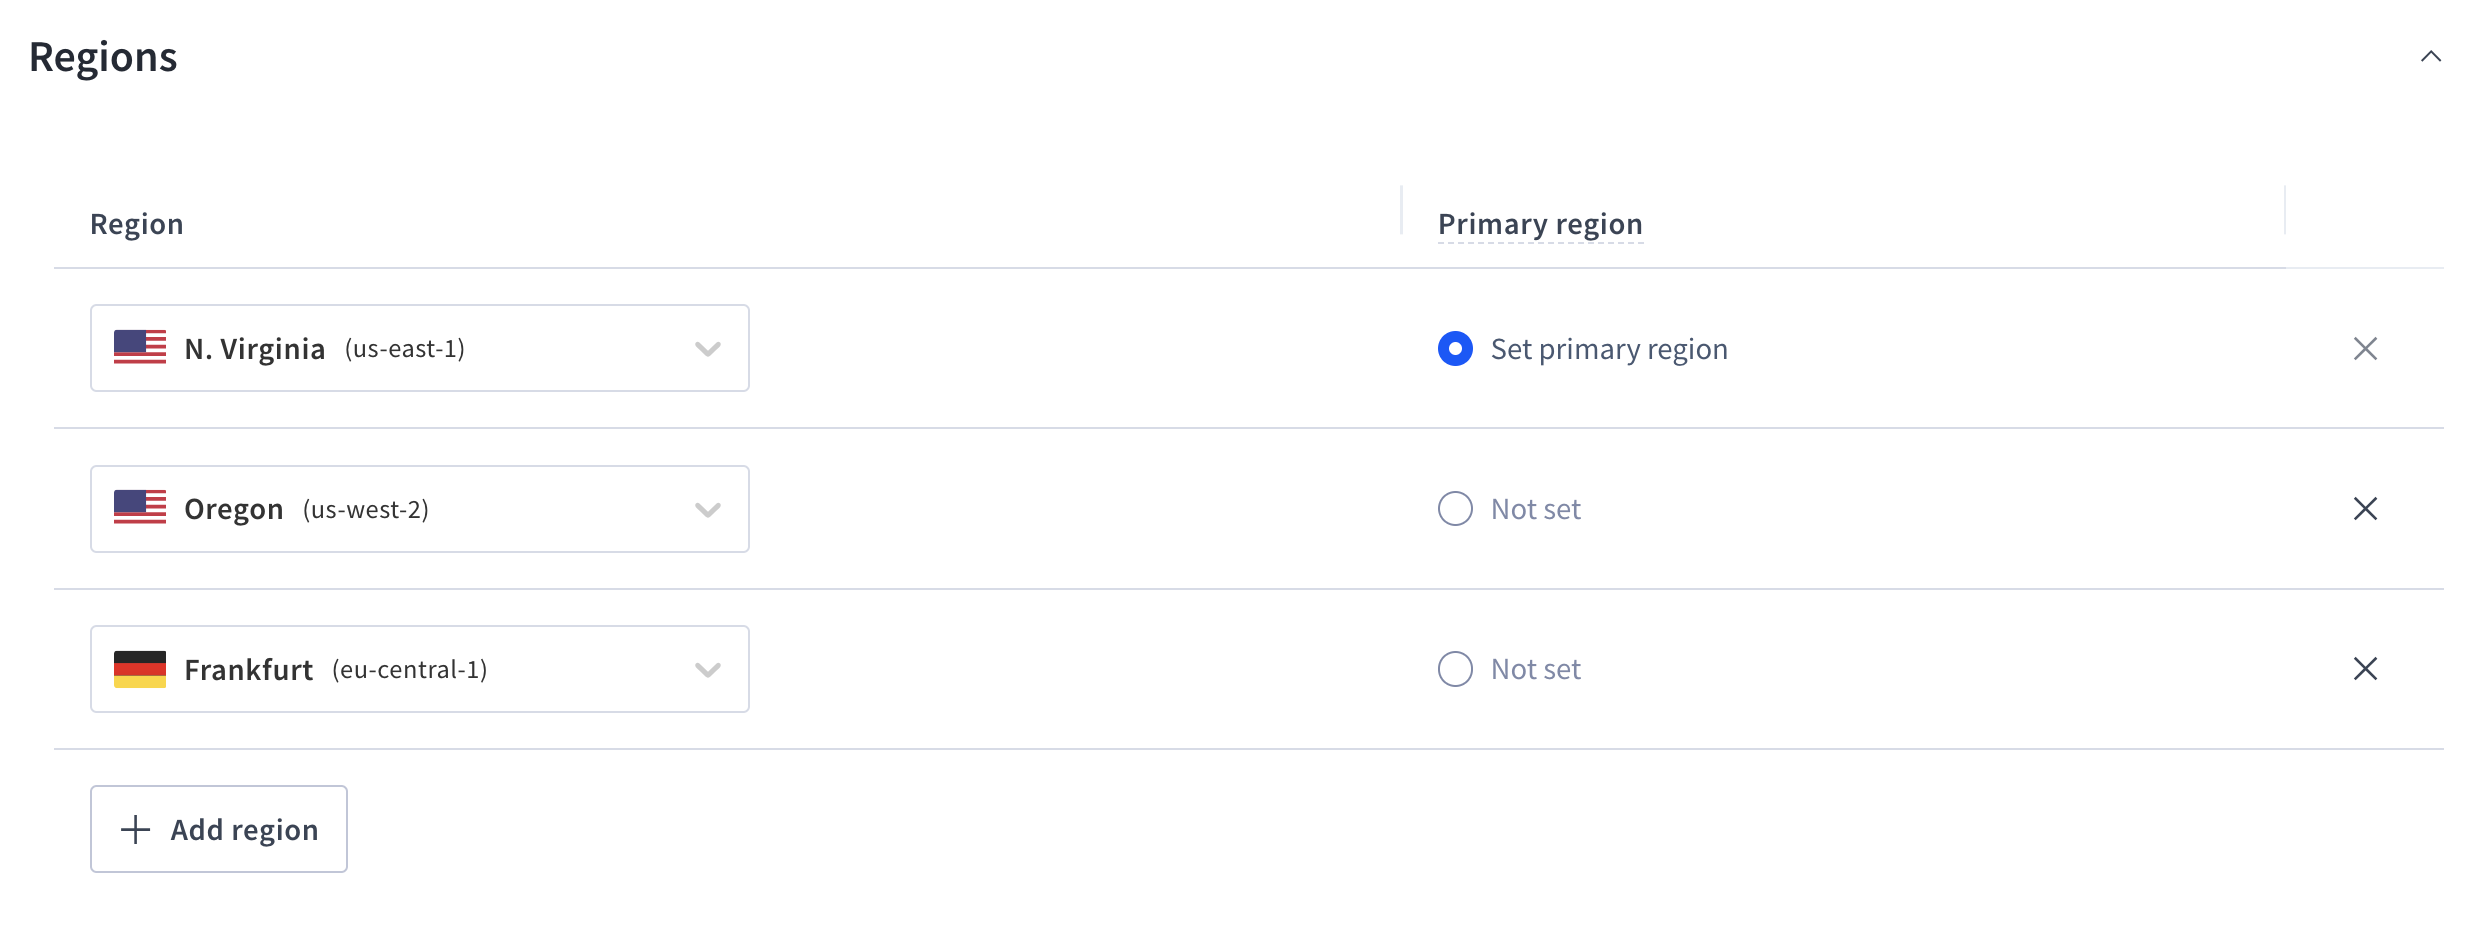 Regions
Region Primary region
N. Virginia (us-east-1) Set primary region
Oregon (us-west-2) Not set
Frankfurt (eu-central-1) Not set
Add region